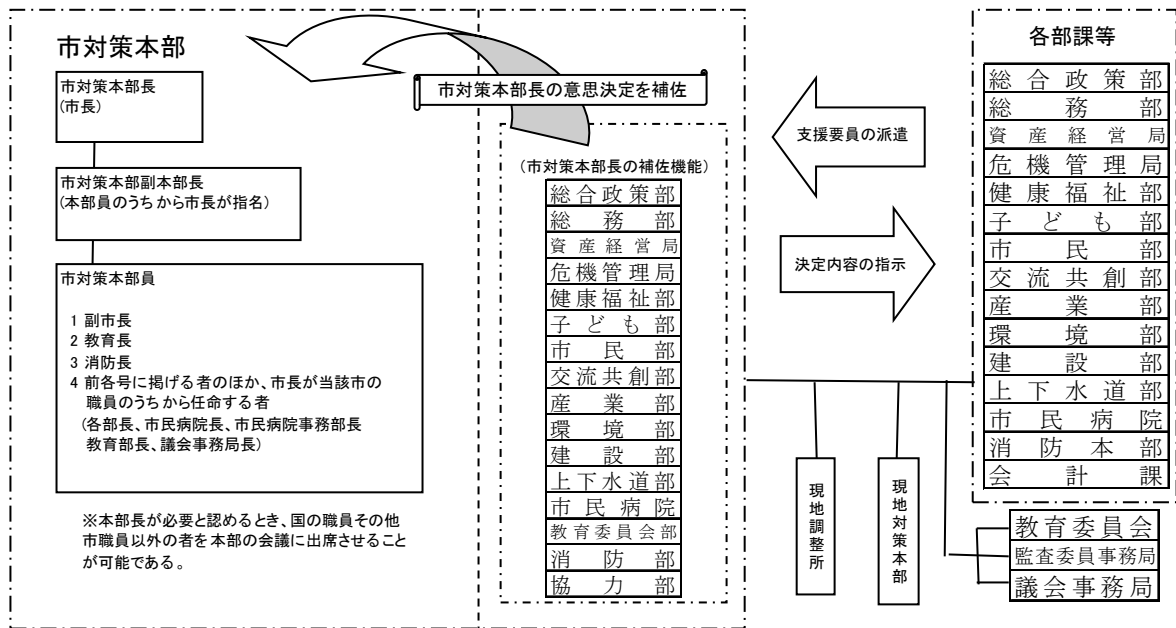 市対策本部
市対策本部長
(市長)
市対策本部副本部長
(本部員のうちから市長が指名)
市対策本部員
1 副市長
2 教育長
3 消防長
4 前各号に掲げる者のほか、市長が当該市の
職員のうちから任命する者
(各部長、市民病院長、市民病院事務部長
教育部長、議会事務局長)
※本部長が必要と認めるとき、国の職員その他
市職員以外の者を本部の会議に出席させること
が可能である。
市対策本部長の意思決定を補佐
(市対策本部長の補佐機能)
総合政策部
総務部
資産経営局
危機管理局
健康福祉部
子ども部
市民部
交流共創部
産業部
環境部
建設部
上下水道部
市民病院
教育委員会部
消防部
協力部
支援要員の派遣
決定内容の指示
現地調整所
現地対策本部
各部課等
総合政策部
総務部
資産経営局
危機管理局
健康福祉部
子ども部
市民部
交流共創部
産業部
環境部
建設部
上下水道部
市民病院
消防本部
会計課
教育委員会
監査委員事務局
議会事務局